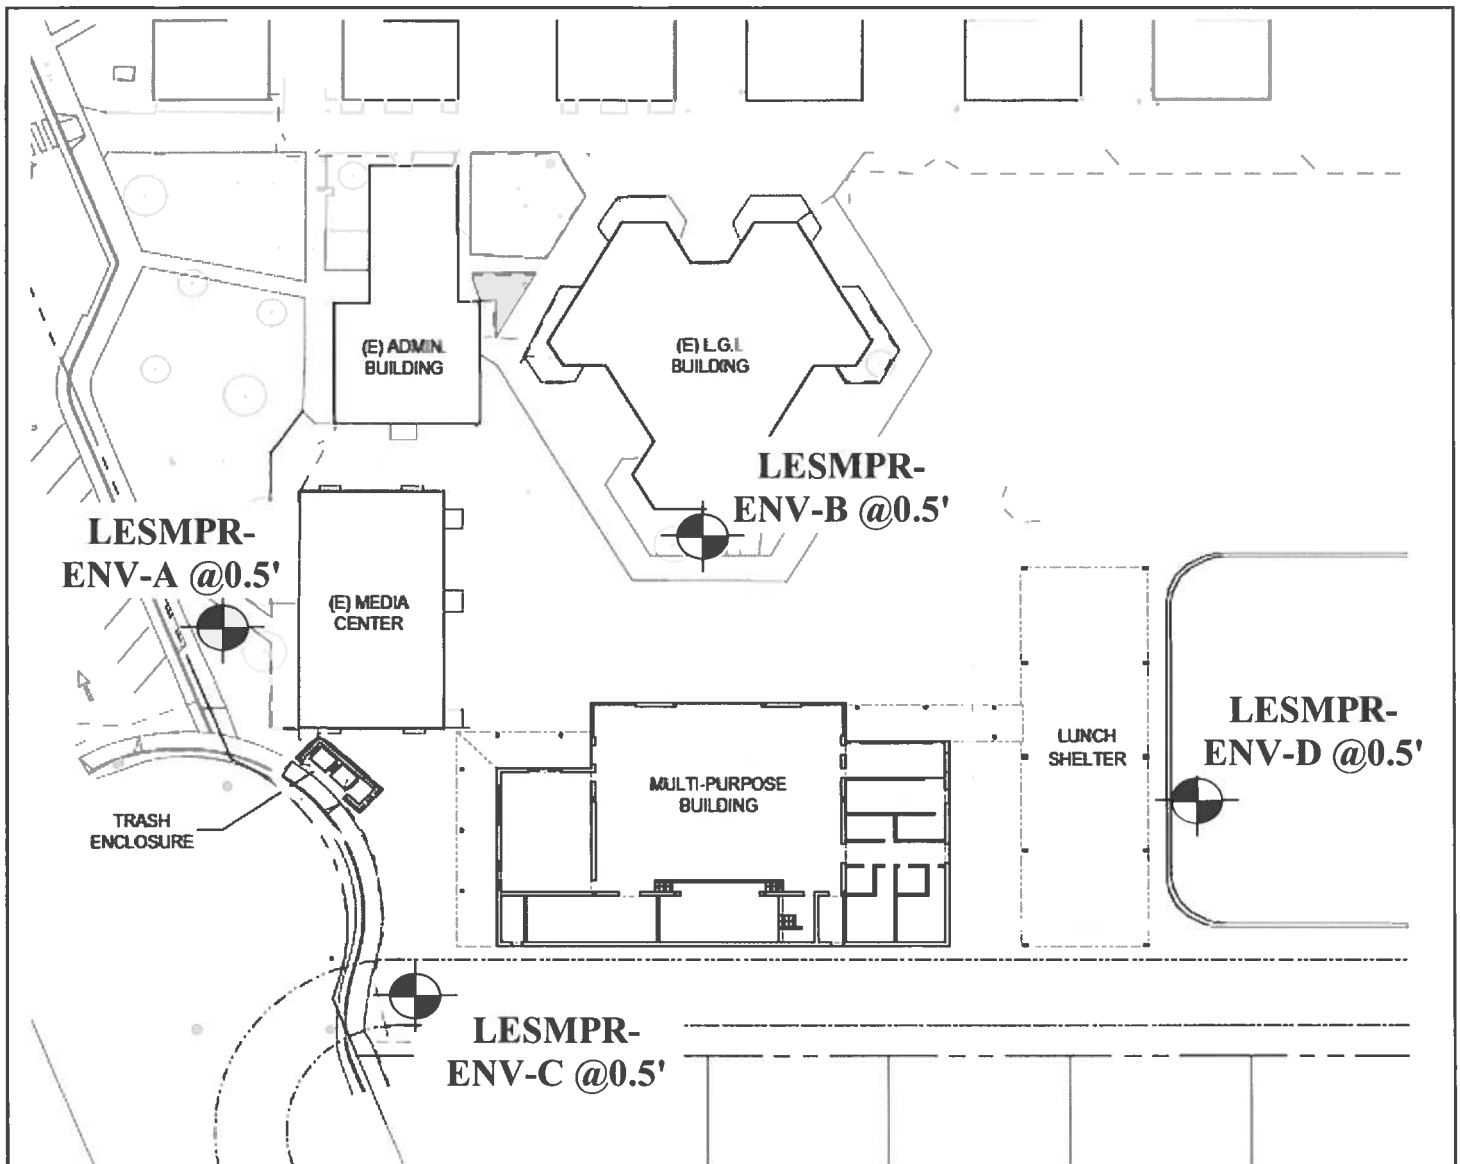 (E) ADMIN.
BUILDING
(E) L.G.I.
BUILDING
LESMPR-
ENV-B @0.5'
LESMPR-
ENV-A @0.5'
(E) MEDIA
CENTER
LESMPR-
ENV-D @0.5'
LUNCH
SHELTER
MULTI-PURPOSE
BUILDING
TRASH
ENCLOSURE
LESMPR-
ENV-C @0.5'